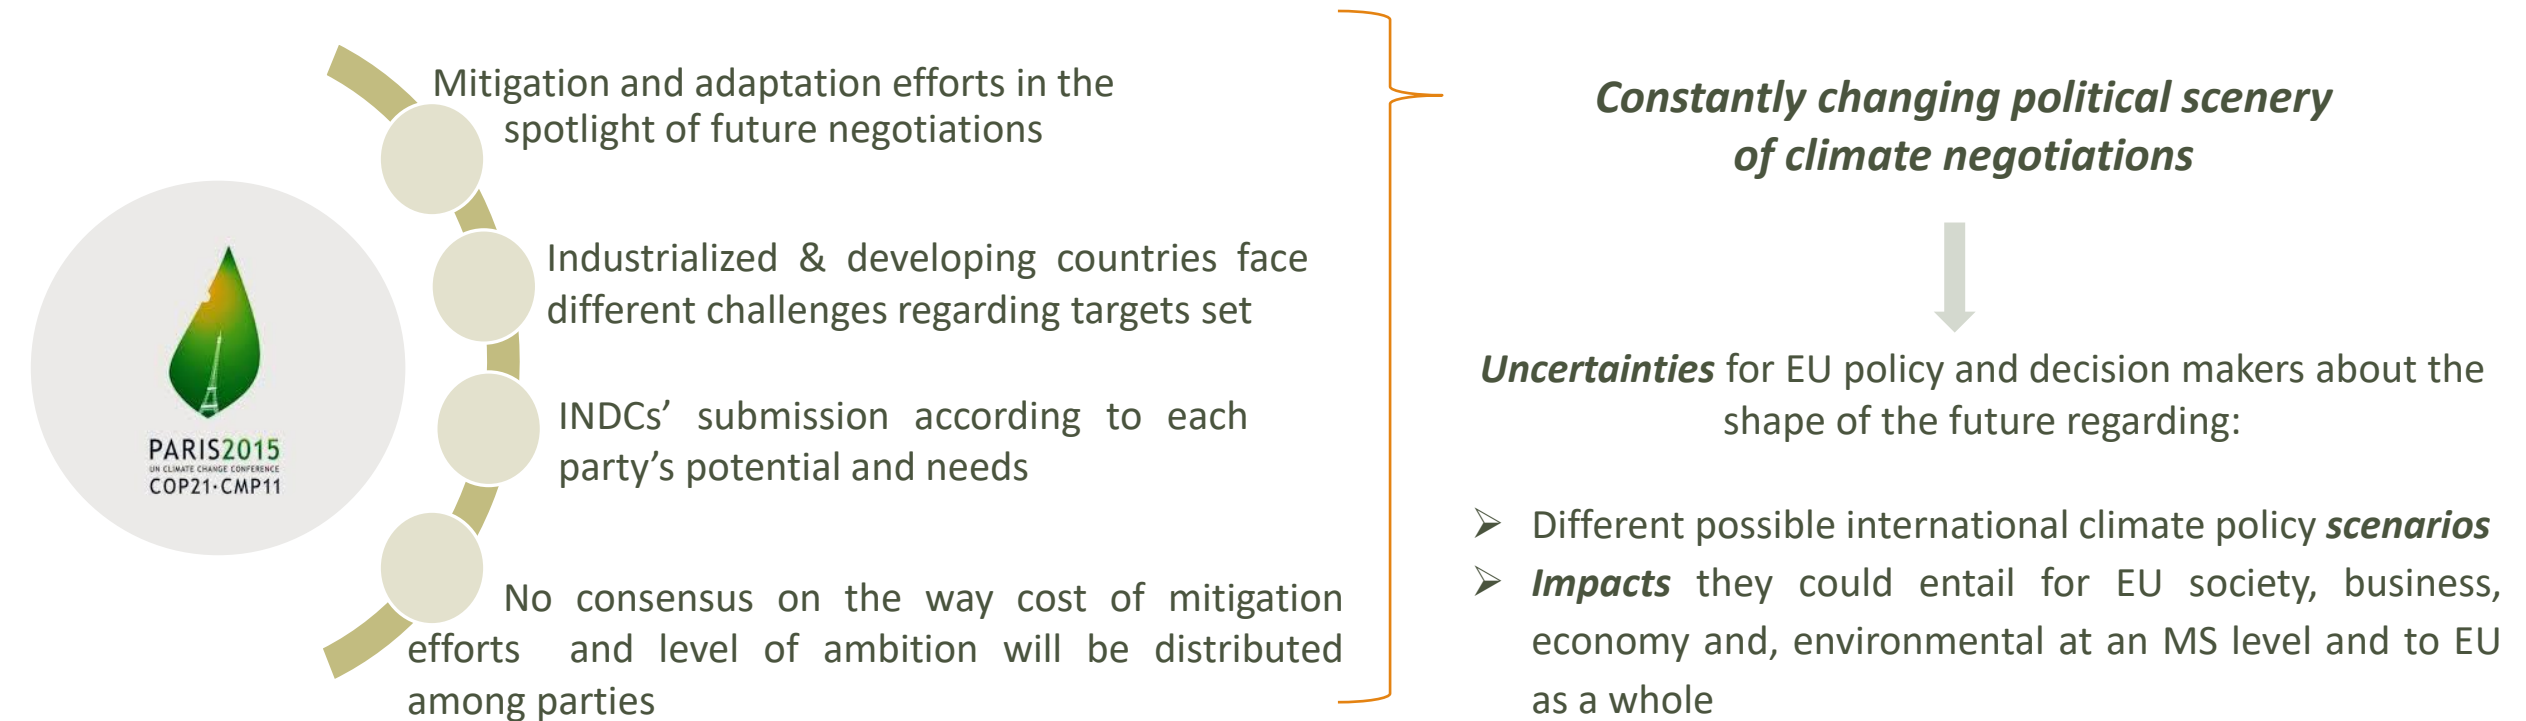 PARIS2015
UN CLIMATE CHANGE CONFERENCE
COP21·CMP11
Mitigation and adaptation efforts in the
spotlight of future negotiations
Industrialized & developing countries face
different challenges regarding targets set
INDCs’ submission according to each
party’s potential and needs
No consensus on the way cost of mitigation
efforts and level of ambition will be distributed
among parties
Constantly changing political scenery
of climate negotiations
Uncertainties for EU policy and decision makers about the
shape of the future regarding:
➢ Different possible international climate policy scenarios
➢ Impacts they could entail for EU society, business,
economy and, environmental at an MS level and to EU
as a whole